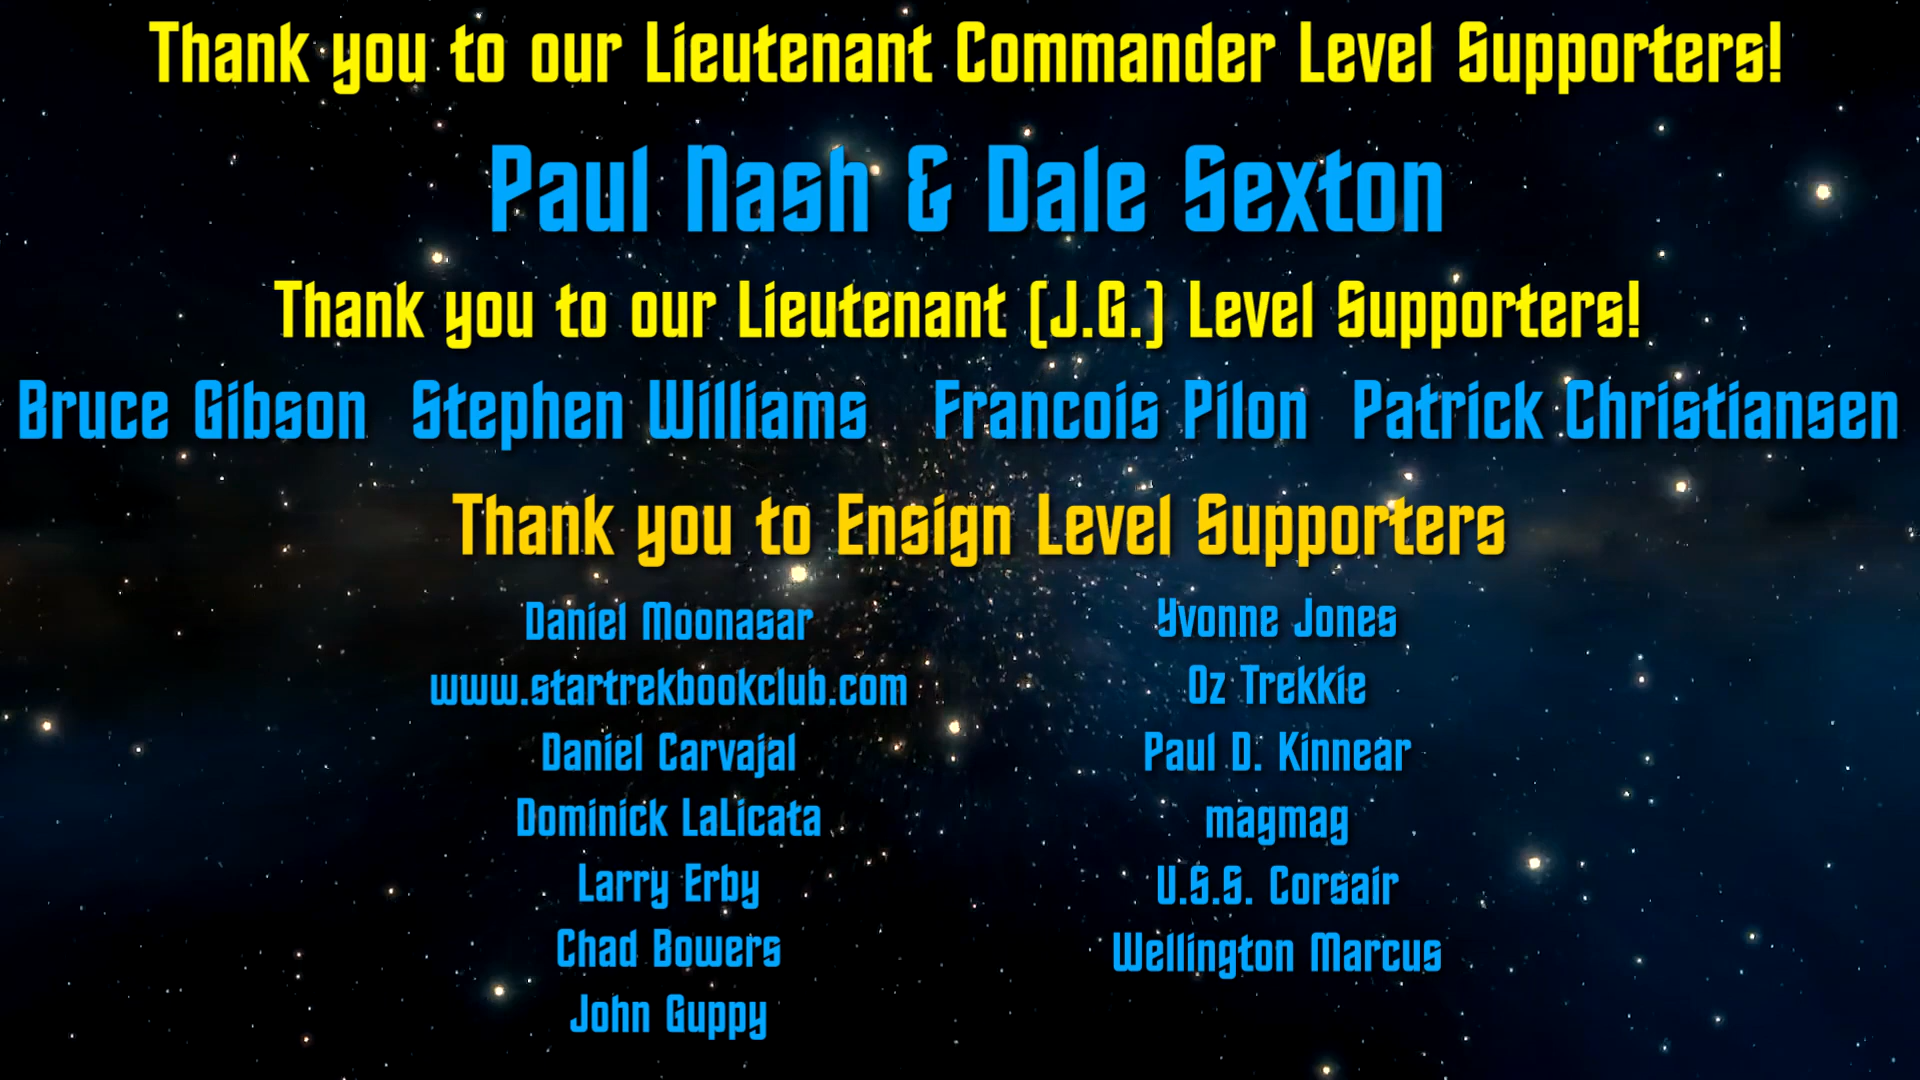 Thank you to our Lieutenant Commander Level Supporters!
Paul Nash & Dale Sexton
Thank you to our Lieutenant (J.G.) Level Supporters!
Bruce Gibson Stephen Williams Francois Pilon Patrick Christiansen
Thank you to Ensign Level Supporters
Daniel Moonasar
www.startrekbookclub.com
Daniel Carvajal
Dominick LaLicata
Larry Erby
Chad Bowers
John Guppy
Yvonne Jones
Oz Trekkie
Paul D. Kinnear
magmag
U.S.S. Corsair
Wellington Marcus